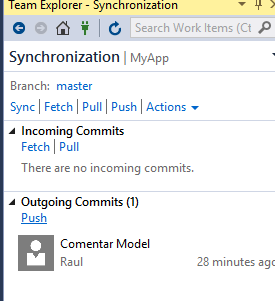 Team Explorer - Synchronization
Search Work Items (Ct
Synchronization | MyApp
Branch: master
Sync | Fetch | Pull | Push | Actions
Incoming Commits
Fetch | Pull
There are no incoming commits.
Outgoing Commits (1)
Push
Comentar Model
Raul 28 minutes ago